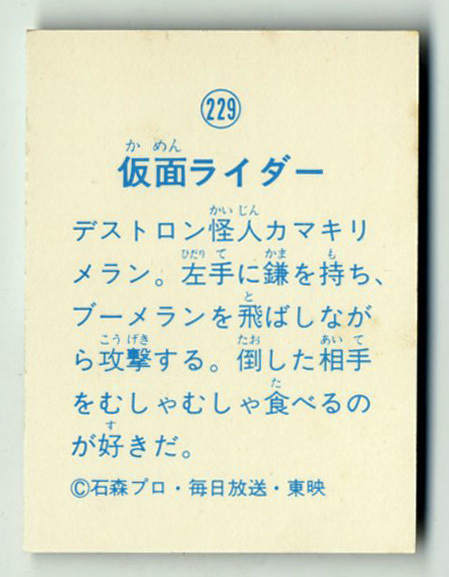 229
か めん
仮面ライダー
かいじん
デストロン怪人カマキリ
ひだり て かま も
メラン。左手に鎌を持ち、
と
ブーメランを飛ばしなが
こうげき たお あいて
ら攻撃する。倒した相手
た
をむしゃむしゃ食べるの
す
が好きだ。
©石森プロ・毎日放送・東映